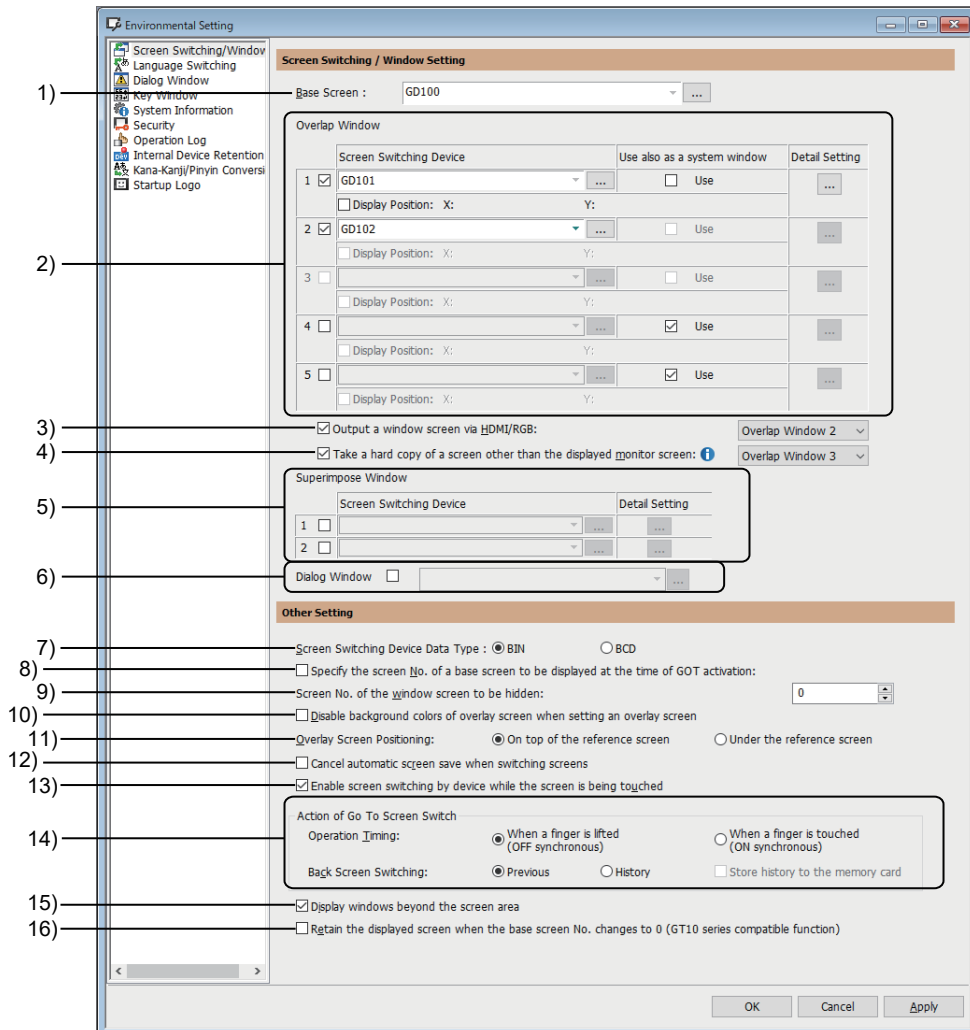 Environmental Setting
Screen Switching/Window
Language Switching
Dialog Window
Key Window
System Information
Security
Operation Log
Internal Device Retention
Kana-Kanji/Pinyin Conversi
Startup Logo
Screen Switching / Window Setting
1)
Base Screen : GD100 ...
2)
Overlap Window
Screen Switching Device Use also as a system window Detail Setting
1 GD101 ... Use ...
Display Position: X: Y:
2 GD102 ... Use ...
Display Position: X: Y:
3 ... Use ...
Display Position: X: Y:
4 ... Use ...
Display Position: X: Y:
5 ... Use ...
Display Position: X: Y:
3) Output a window screen via HDMI/RGB: Overlap Window 2
4) Take a hard copy of a screen other than the displayed monitor screen: Overlap Window 3
5)
Superimpose Window
Screen Switching Device Detail Setting
1 ... ...
2 ... ...
6) Dialog Window ...
Other Setting
7) Screen Switching Device Data Type : BIN BCD
8) Specify the screen No. of a base screen to be displayed at the time of GOT activation:
9) Screen No. of the window screen to be hidden: 0
10) Disable background colors of overlay screen when setting an overlay screen
11) Overlay Screen Positioning: On top of the reference screen Under the reference screen
12) Cancel automatic screen save when switching screens
13) Enable screen switching by device while the screen is being touched
14)
Action of Go To Screen Switch
Operation Timing: When a finger is lifted When a finger is touched
(OFF synchronous) (ON synchronous)
Back Screen Switching: Previous History Store history to the memory card
15) Display windows beyond the screen area
16) Retain the displayed screen when the base screen No. changes to 0 (GT10 series compatible function)
OK Cancel Apply